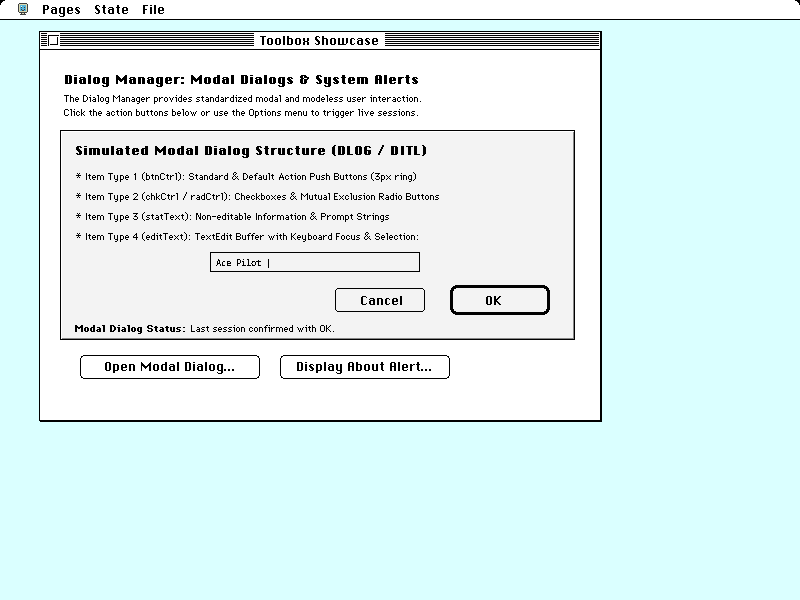 Pages State File
Toolbox Showcase
Dialog Manager: Modal Dialogs & System Alerts
The Dialog Manager provides standardized modal and modeless user interaction.
Click the action buttons below or use the Options menu to trigger live sessions.
Simulated Modal Dialog Structure (DLOG / DITL)
* Item Type 1 (btnCtrl): Standard & Default Action Push Buttons (3px ring)
* Item Type 2 (chkCtrl / radCtrl): Checkboxes & Mutual Exclusion Radio Buttons
* Item Type 3 (statText): Non-editable Information & Prompt Strings
* Item Type 4 (editText): TextEdit Buffer with Keyboard Focus & Selection:
Ace Pilot |
Cancel OK
Modal Dialog Status: Last session confirmed with OK.
Open Modal Dialog... Display About Alert...